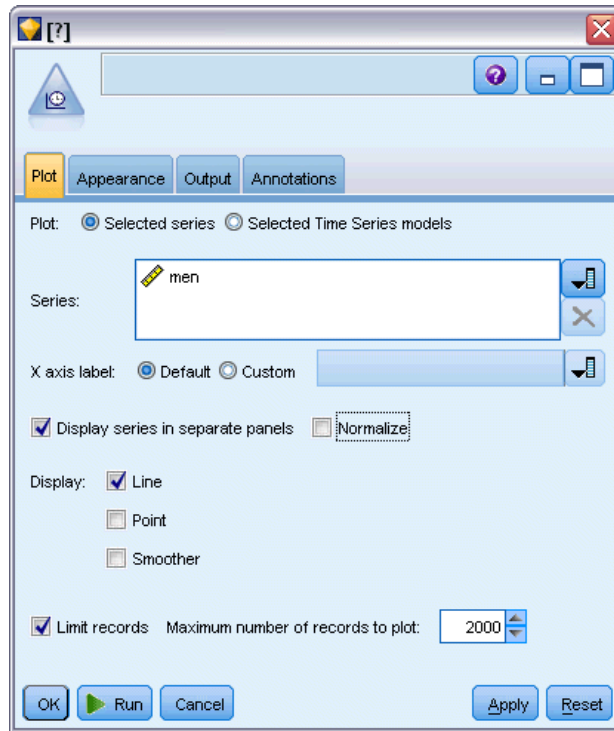 [?]
Plot Appearance Output Annotations
Plot: Selected series Selected Time Series models
Series: men
X axis label: Default Custom
Display series in separate panels Normalize
Display: Line
Point
Smoother
Limit records Maximum number of records to plot: 2000
OK Run Cancel Apply Reset